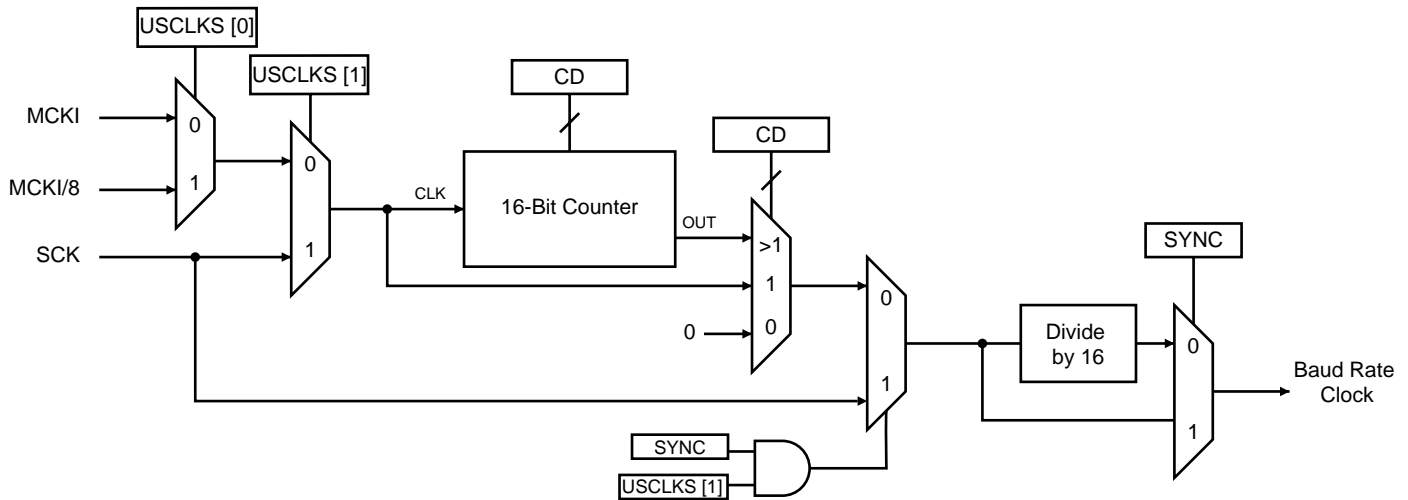 USCLKS [0]
USCLKS [1]
CD
MCKI
0
MCKI/8
1
0
SCK
1
CLK
16-Bit Counter
OUT
CD
>1
1
0
0
0
1
SYNC
USCLKS [1]
SYNC
Divide
by 16
0
1
Baud Rate
Clock